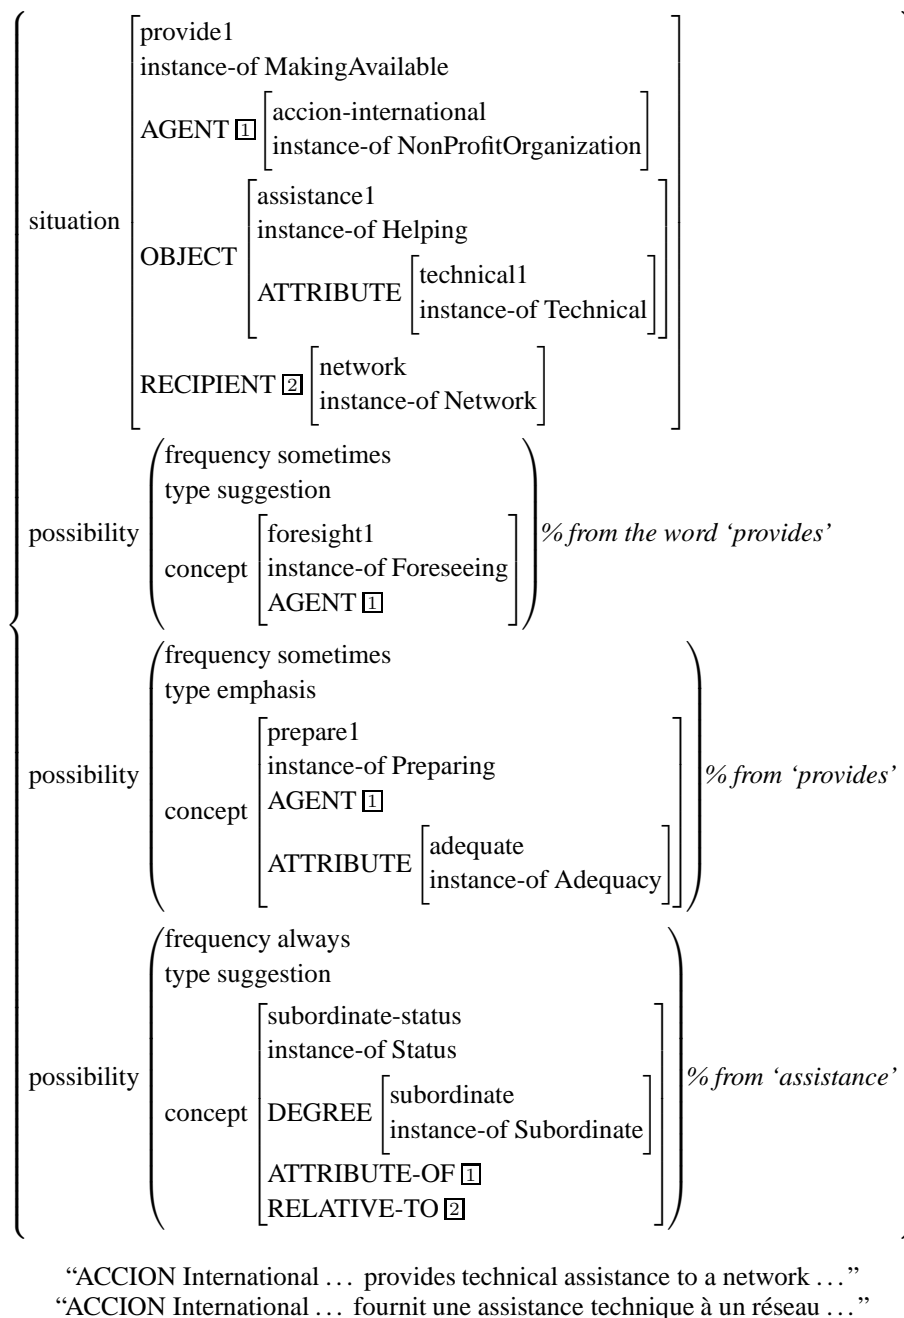 situation
provide1
instance-of MakingAvailable
AGENT 1
accion-international
instance-of NonProfitOrganization
OBJECT
assistance1
instance-of Helping
ATTRIBUTE
technical1
instance-of Technical
RECIPIENT 2
network
instance-of Network
possibility
frequency sometimes
type suggestion
concept
foresight1
instance-of Foreseeing
AGENT 1
% from the word ‘provides’
possibility
frequency sometimes
type emphasis
concept
prepare1
instance-of Preparing
AGENT 1
ATTRIBUTE
adequate
instance-of Adequacy
% from ‘provides’
possibility
frequency always
type suggestion
concept
subordinate-status
instance-of Status
DEGREE
subordinate
instance-of Subordinate
ATTRIBUTE-OF 1
RELATIVE-TO 2
% from ‘assistance’
“ACCION International ... provides technical assistance to a network ...”
“ACCION International ... fournit une assistance technique à un réseau ...”